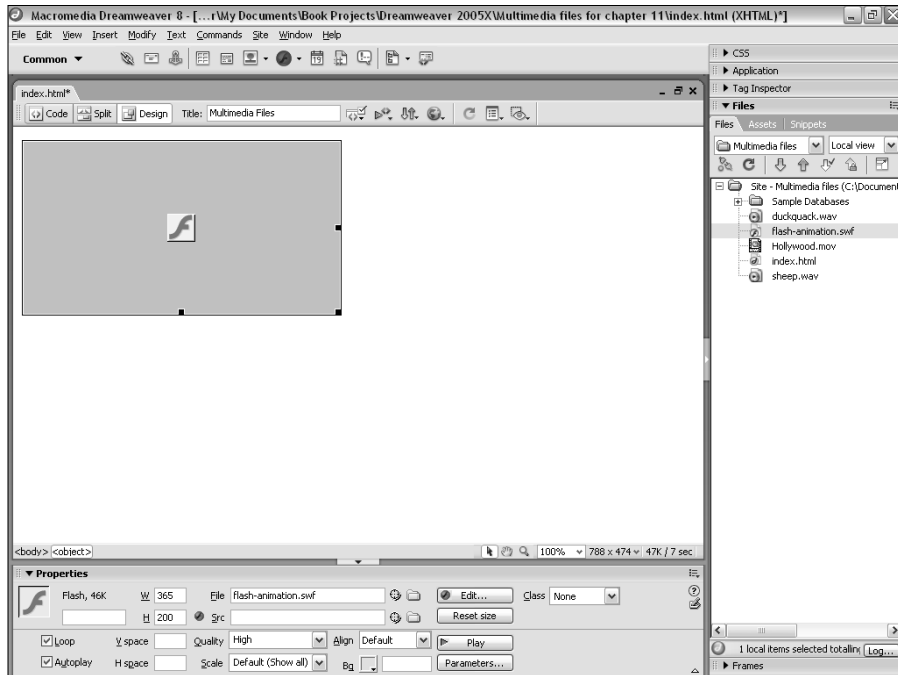 Macromedia Dreamweaver 8 - [...r\My Documents\Book Projects\Dreamweaver 2005X\Multimedia files for chapter 11\index.html (XHTML)*]
File Edit View Insert Modify Text Commands Site Window Help
Common
index.html*
Code Split Design Title: Multimedia Files
<body> <object>
100% 788 x 474 47K / 7 sec
Properties
Flash, 46K W 365 File flash-animation.swf Edit... Class None
H 200 Src Reset size
Loop V space Quality High Align Default Play
Autoplay H space Scale Default (Show all) Bg Parameters...
CSS
Application
Tag Inspector
Files
Files Assets Snippets
Multimedia files Local view
Site - Multimedia files (C:\Document
Sample Databases
duckquack.wav
flash-animation.swf
Hollywood.mov
index.html
sheep.wav
1 local items selected totallin Log...
Frames